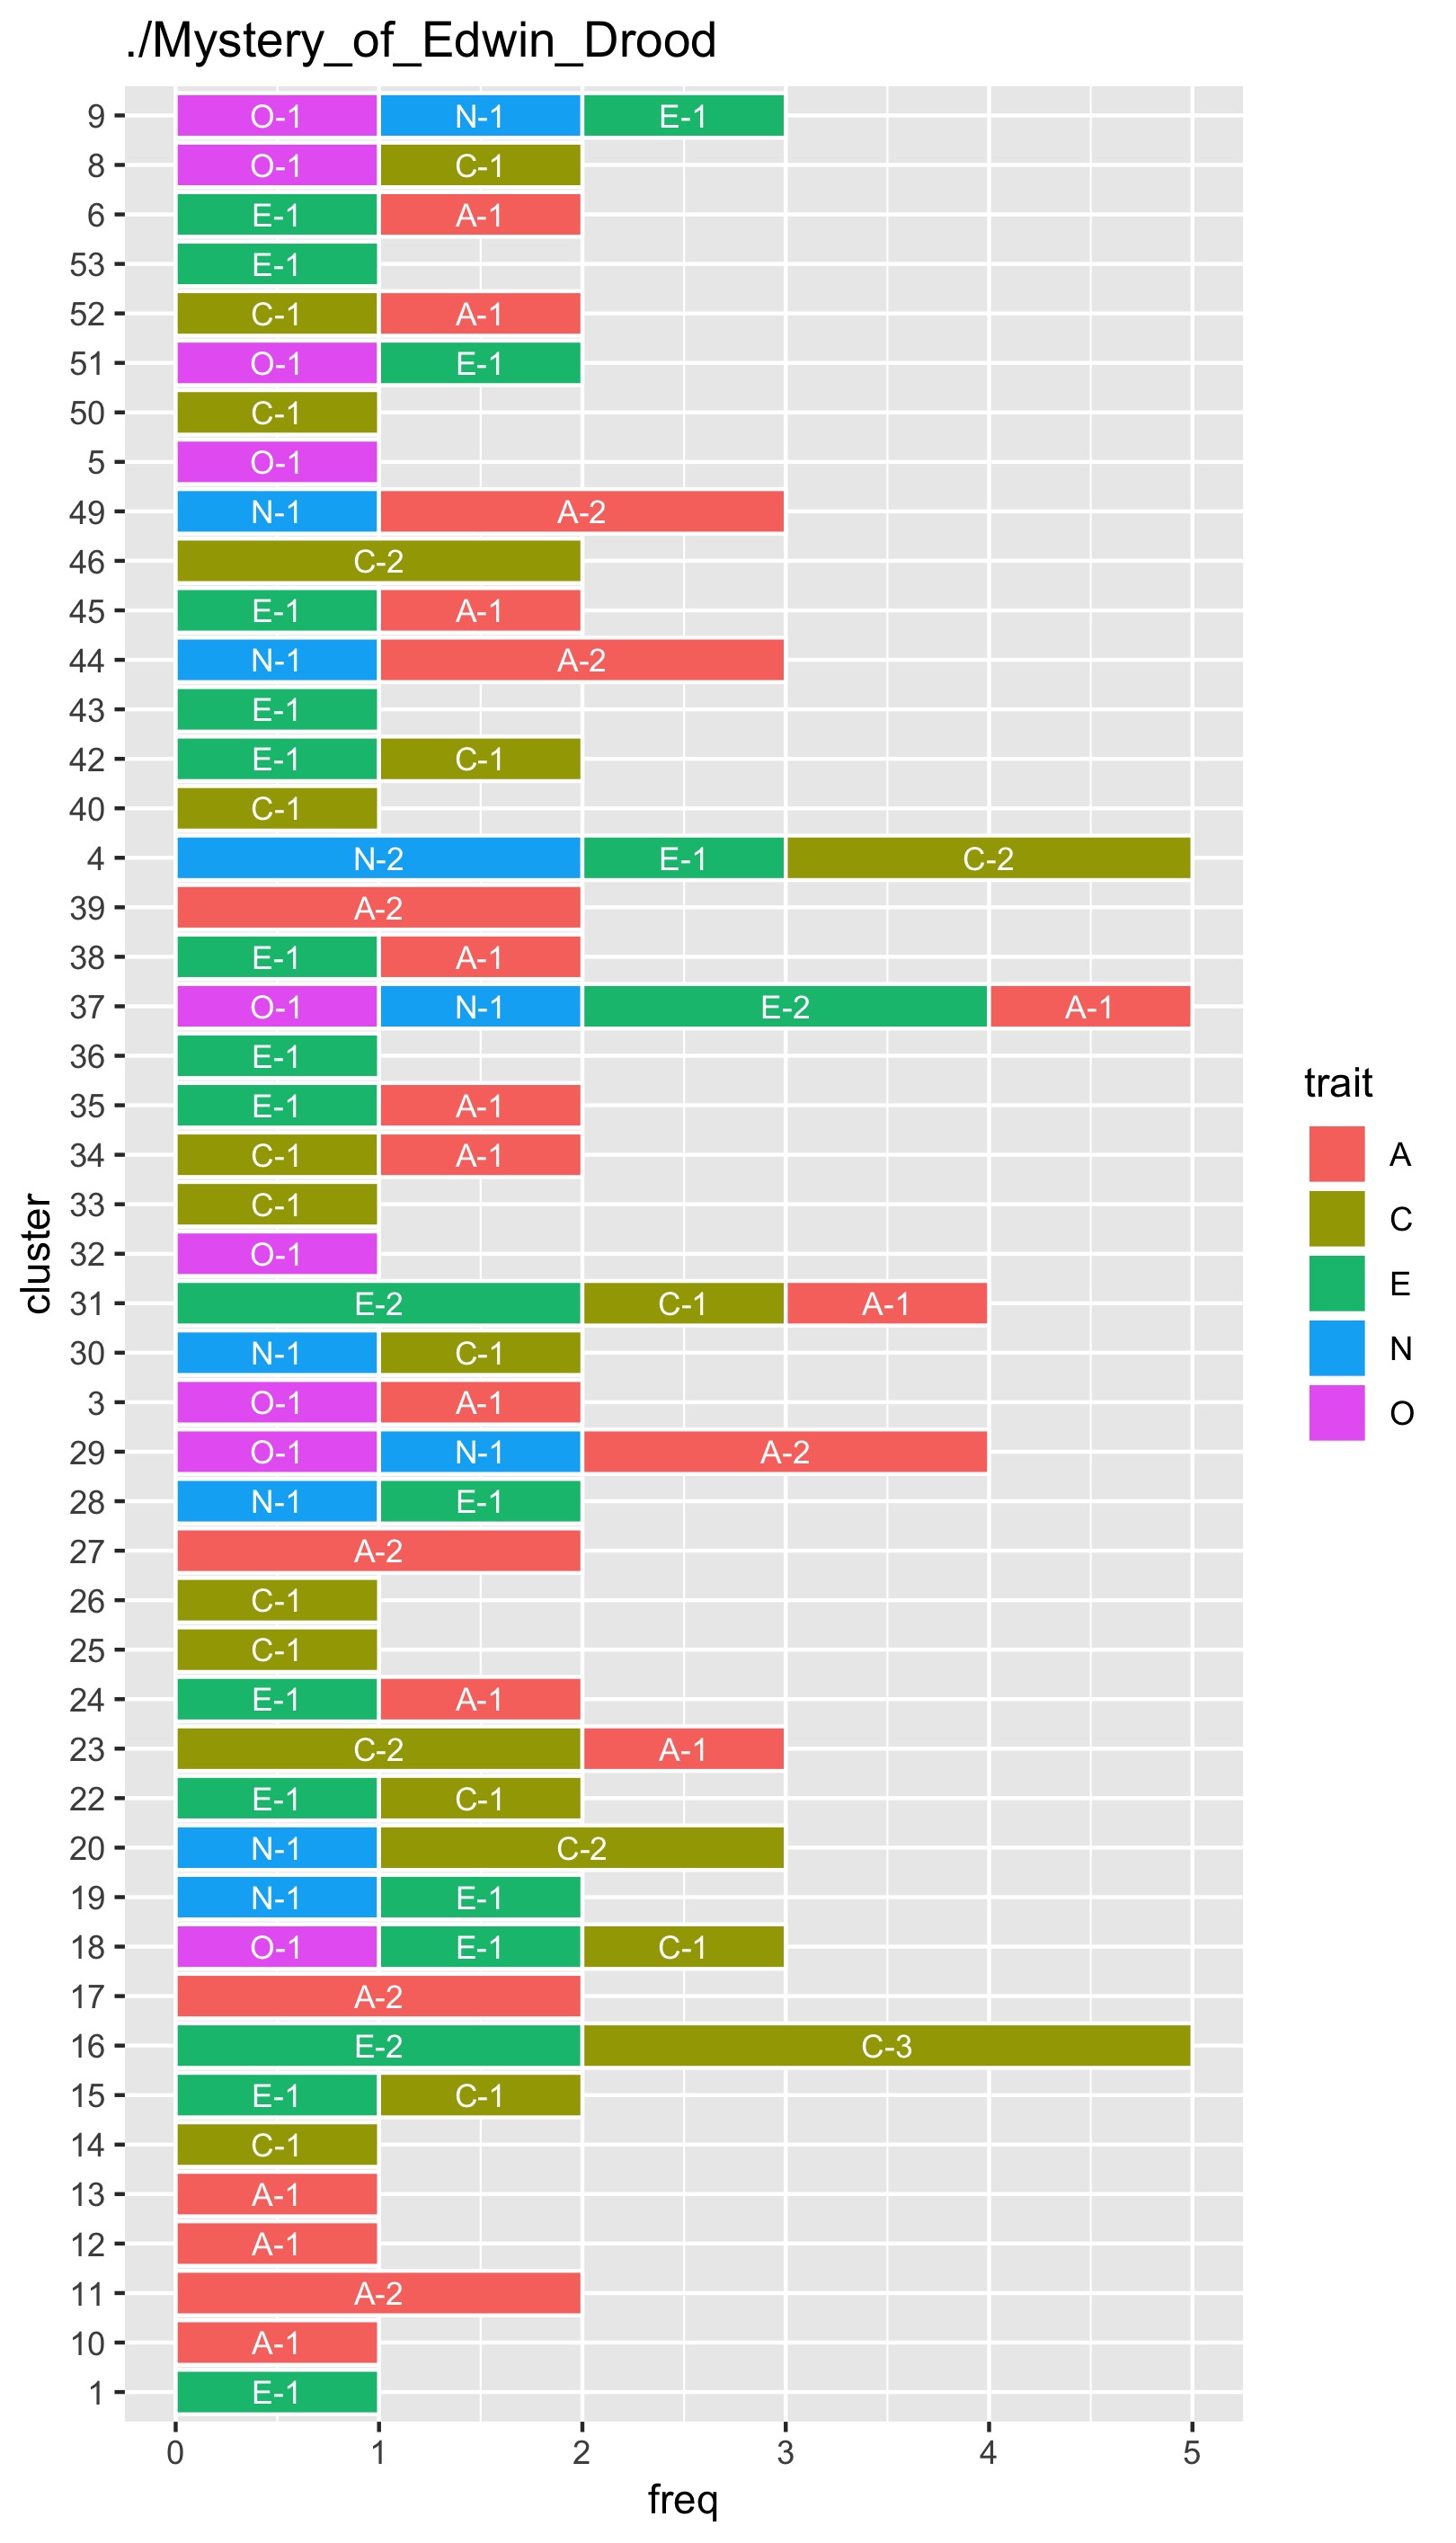 ./Mystery_of_Edwin_Drood
9 O-1 N-1 E-1
8 O-1 C-1
6 E-1 A-1
53 E-1
52 C-1 A-1
51 O-1 E-1
50 C-1
5 O-1
49 N-1 A-2
46 C-2
45 E-1 A-1
44 N-1 A-2
43 E-1
42 E-1 C-1
40 C-1
4 N-2 E-1 C-2
39 A-2
38 E-1 A-1
37 O-1 N-1 E-2 A-1
36 E-1
35 E-1 A-1
34 C-1 A-1
33 C-1
32 O-1
31 E-2 C-1 A-1
30 N-1 C-1
3 O-1 A-1
29 O-1 N-1 A-2
28 N-1 E-1
27 A-2
26 C-1
25 C-1
24 E-1 A-1
23 C-2 A-1
22 E-1 C-1
20 N-1 C-2
19 N-1 E-1
18 O-1 E-1 C-1
17 A-2
16 E-2 C-3
15 E-1 C-1
14 C-1
13 A-1
12 A-1
11 A-2
10 A-1
1 E-1
0 1 2 3 4 5
freq
cluster
trait
A
C
E
N
O